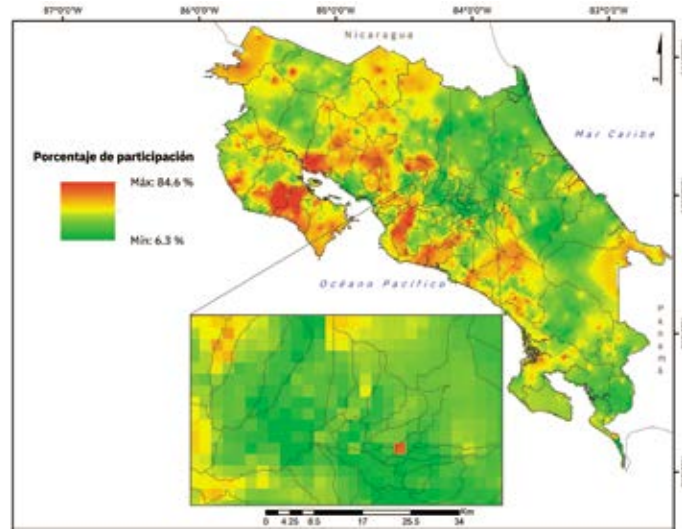 87°0'0"W 86°0'0"W 85°0'0"W 84°0'0"W 83°0'0"W
Nicaragua
N
Mar Caribe
Porcentaje de participación
Máx: 84.6 %
Mín: 6.3 %
Océano Pacífico
Panamá
Km
0 4.25 8.5 17 25.5 34